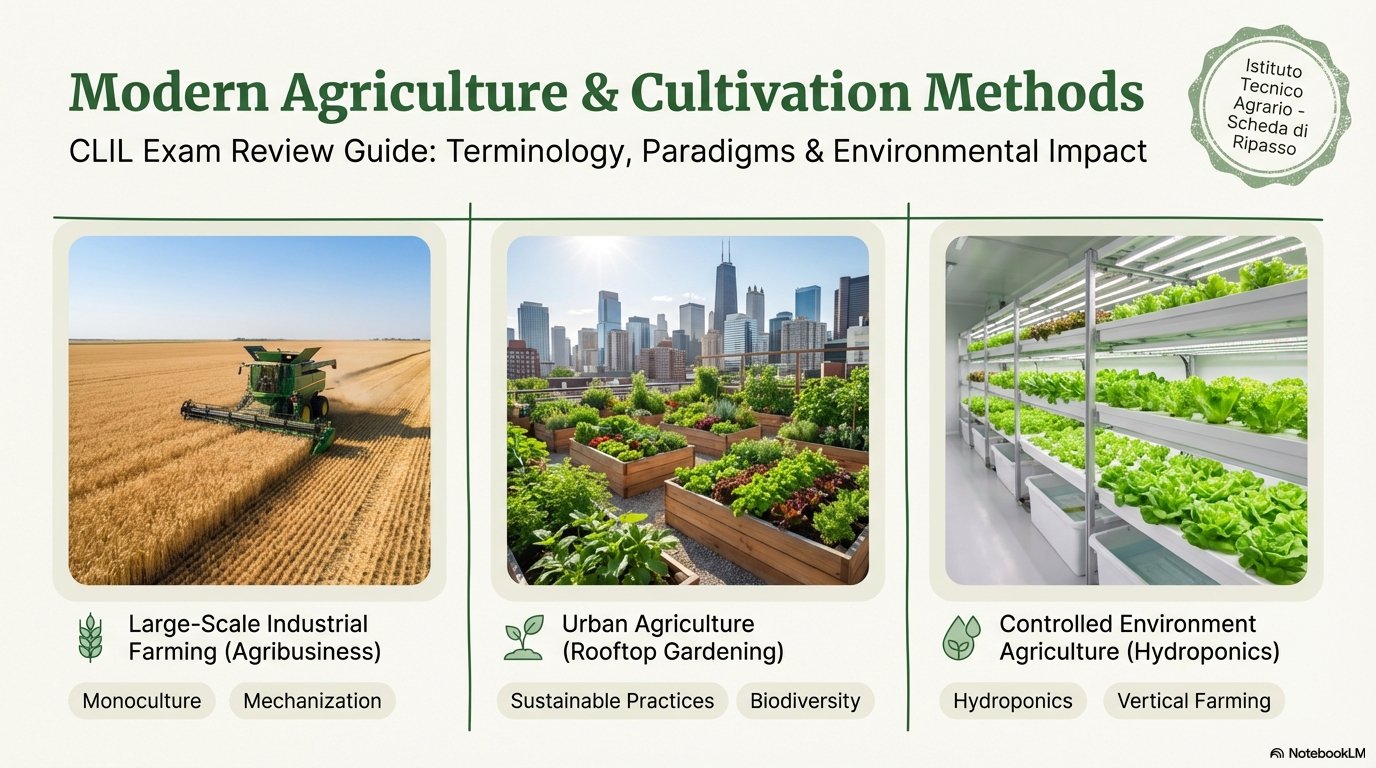 Modern Agriculture & Cultivation Methods
CLIL Exam Review Guide: Terminology, Paradigms & Environmental Impact
Istituto
Tecnico
Agrario -
Scheda di
Ripasso
Large-Scale Industrial
Farming (Agribusiness)
Monoculture
Mechanization
Urban Agriculture
(Rooftop Gardening)
Sustainable Practices
Biodiversity
Controlled Environment
Agriculture (Hydroponics)
Hydroponics
Vertical Farming
NotebookLM